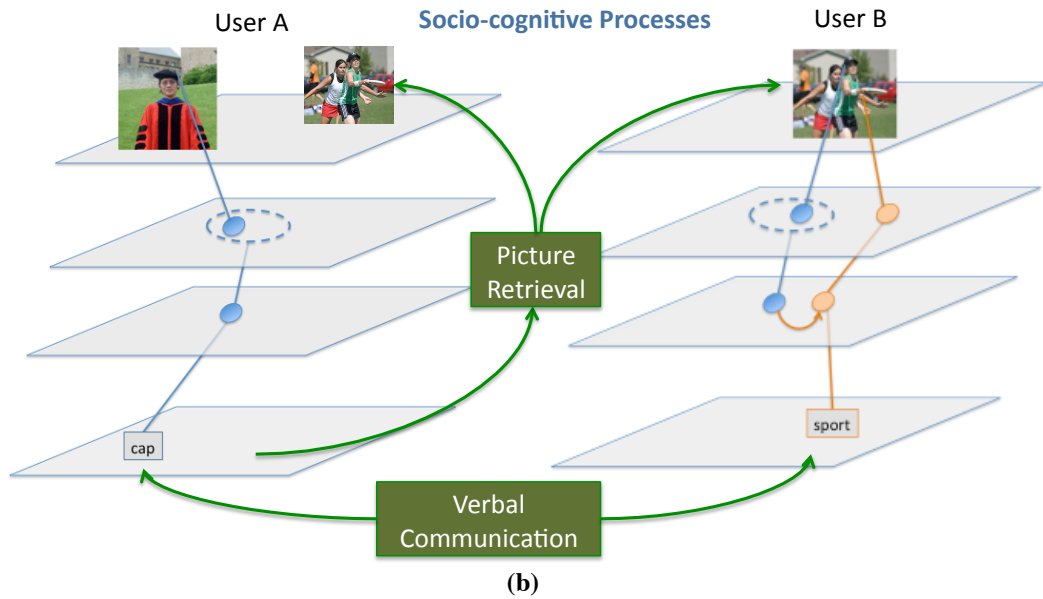 User A
Socio-cognitive Processes
User B
Picture
Retrieval
cap
sport
Verbal
Communication
(b)